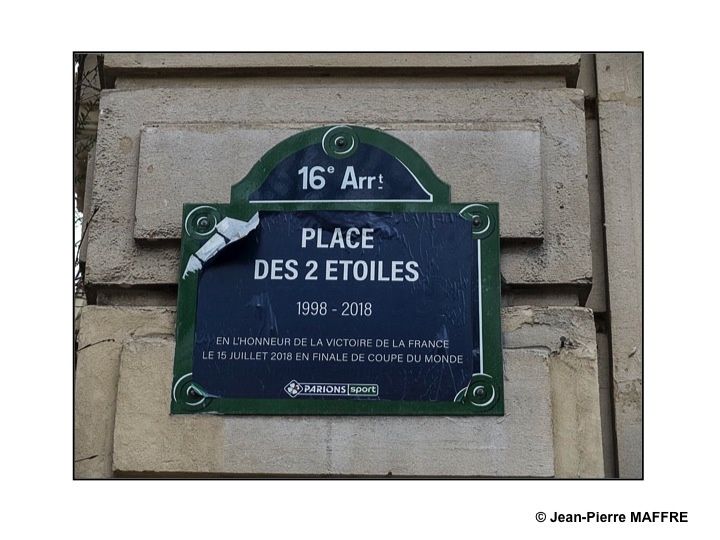 16e Arrt
PLACE
DES 2 ETOILES
1998 - 2018
EN L'HONNEUR DE LA VICTOIRE DE LA FRANCE
LE 15 JUILLET 2018 EN FINALE DE COUPE DU MONDE
PARIONS sport
© Jean-Pierre MAFFRE